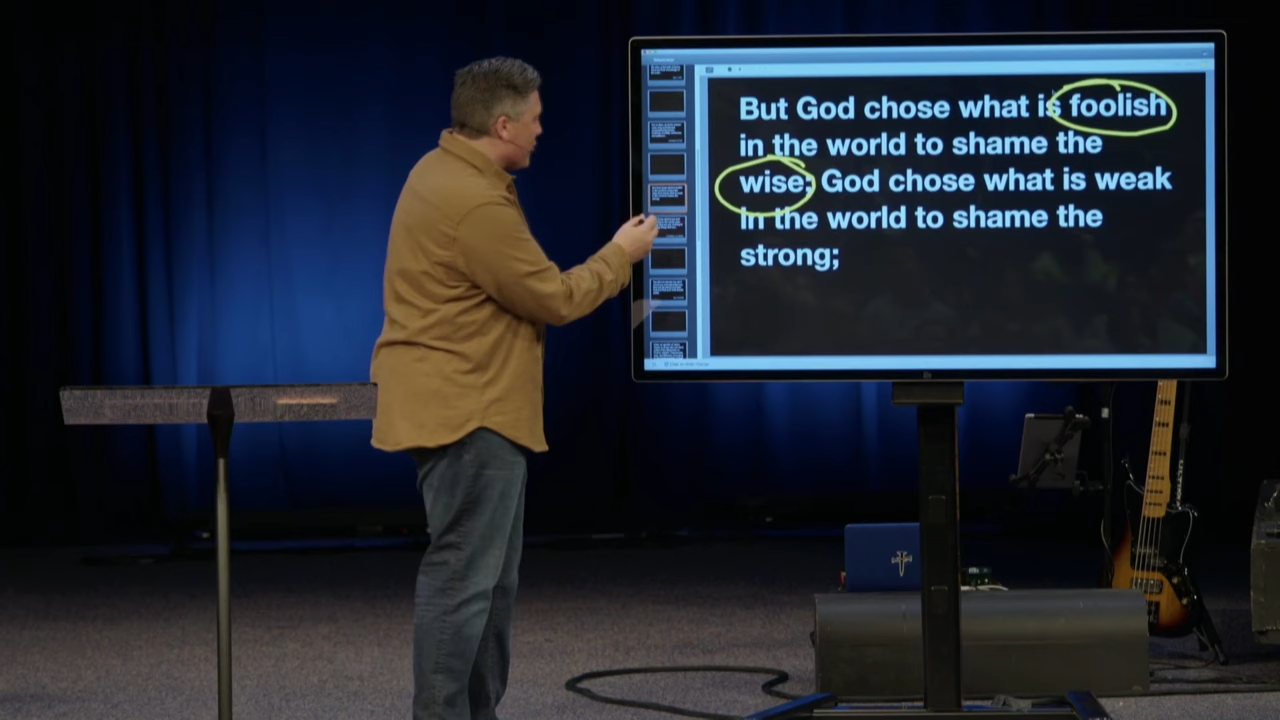 But God chose what is foolish
in the world to shame the
wise; God chose what is weak
in the world to shame the
strong;